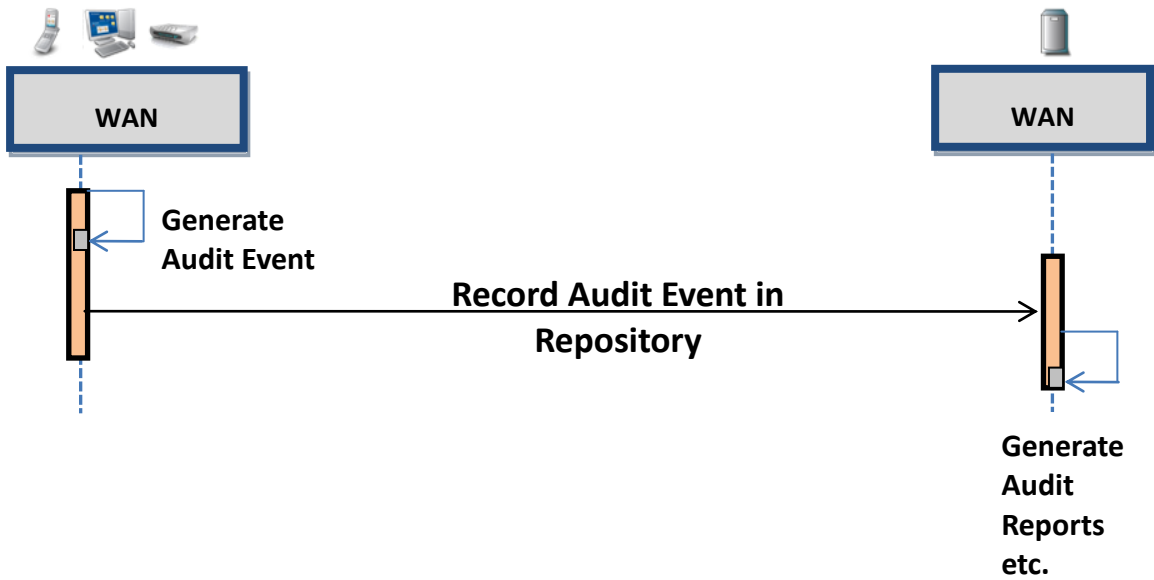 WAN
WAN
Generate
Audit Event
Record Audit Event in
Repository
Generate
Audit
Reports
etc.